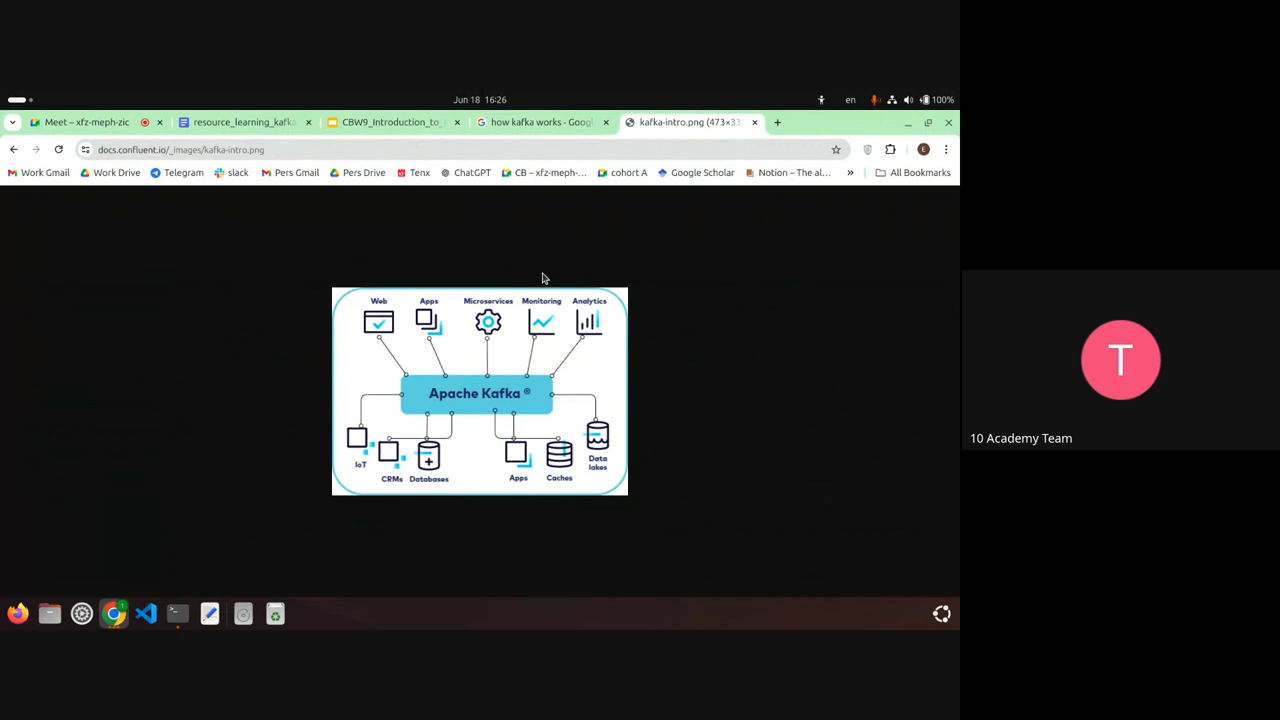 Jun 18 16:26
en
100%
Meet – xfz-meph-zic
resource_learning_kafka
CBW9_Introduction_to_
how kafka works - Googl
kafka-intro.png (473×33
docs.confluent.io/_images/kafka-intro.png
E
Work Gmail
Work Drive
Telegram
slack
Pers Gmail
Pers Drive
Tenx
ChatGPT
CB – xfz-meph-...
cohort A
Google Scholar
Notion – The al...
All Bookmarks
Web
Apps
Microservices
Monitoring
Analytics
Apache Kafka ®
IoT
CRMs
Databases
Apps
Caches
Data
lakes
T
10 Academy Team